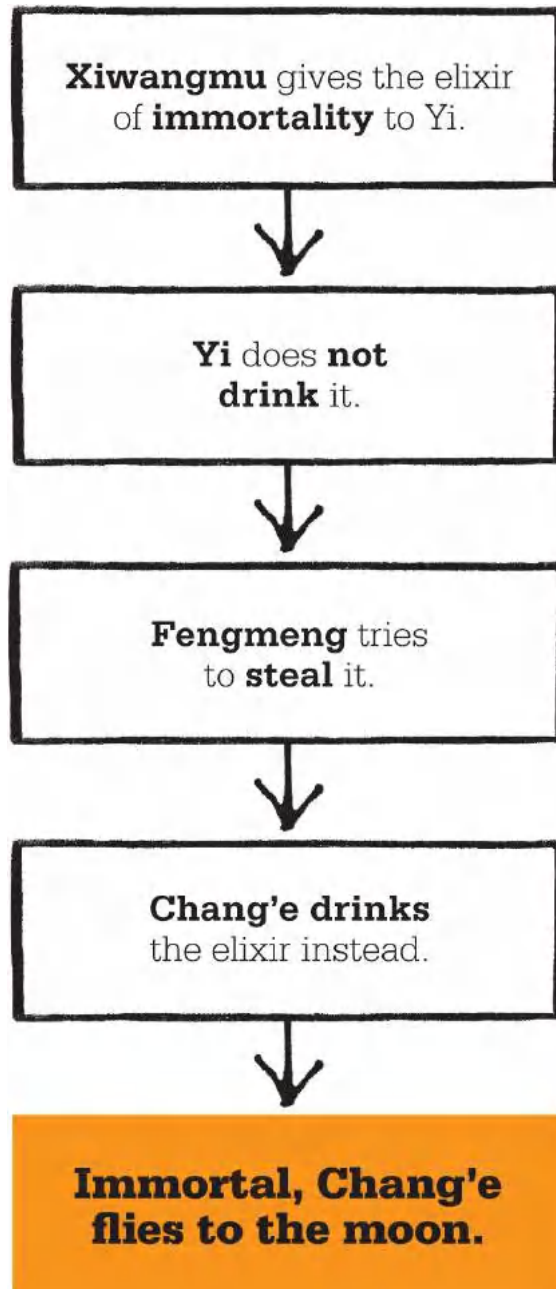 Xiwangmu gives the elixir
of immortality to Yi.
Yi does not
drink it.
Fengmeng tries
to steal it.
Chang’e drinks
the elixir instead.
Immortal, Chang'e
flies to the moon.